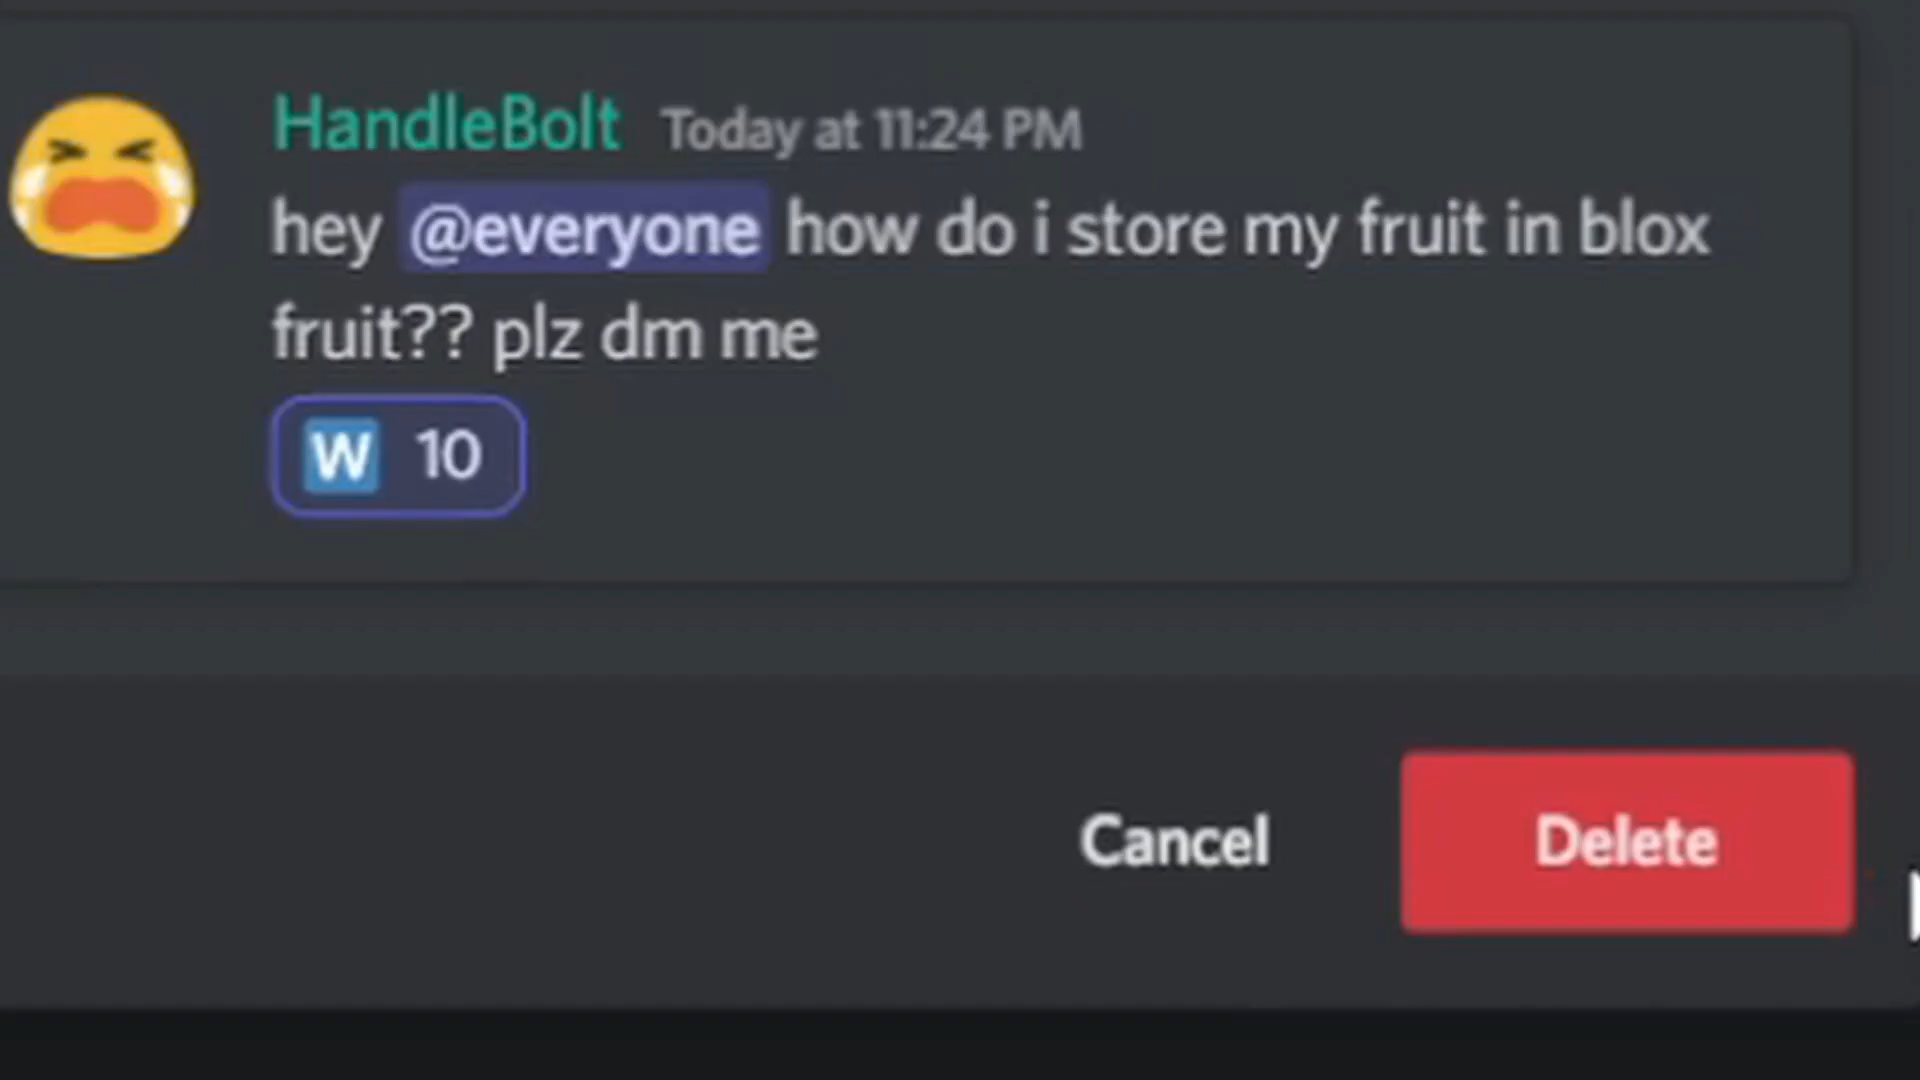 HandleBolt Today at 11:24 PM
hey @everyone how do i store my fruit in blox
fruit?? plz dm me
W 10
Cancel Delete